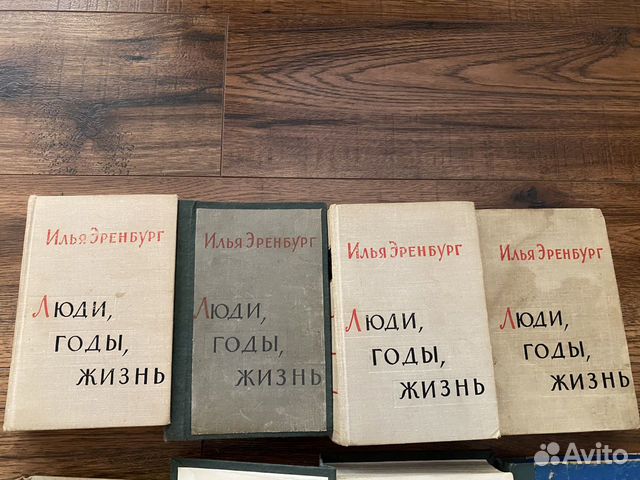 Илья Эренбург
Люди,
годы,
жизнь
Илья Эренбург
Люди,
годы,
жизнь
Илья Эренбург
Люди,
годы,
жизнь
Илья Эренбург
Люди,
годы,
жизнь
Avito